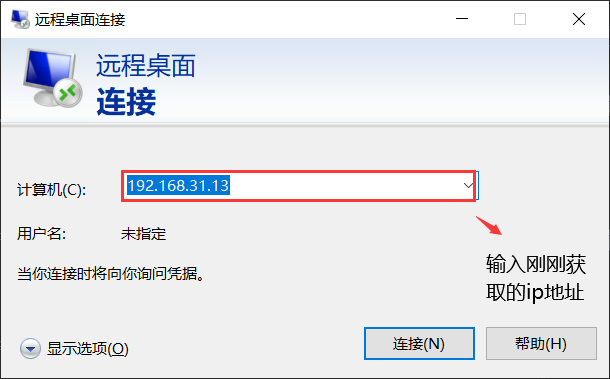 远程桌面连接
远程桌面
连接
计算机(C):
192.168.31.13
用户名:
未指定
当你连接时将向你询问凭据。
输入刚刚获
取的ip地址
显示选项(O)
连接(N)
帮助(H)